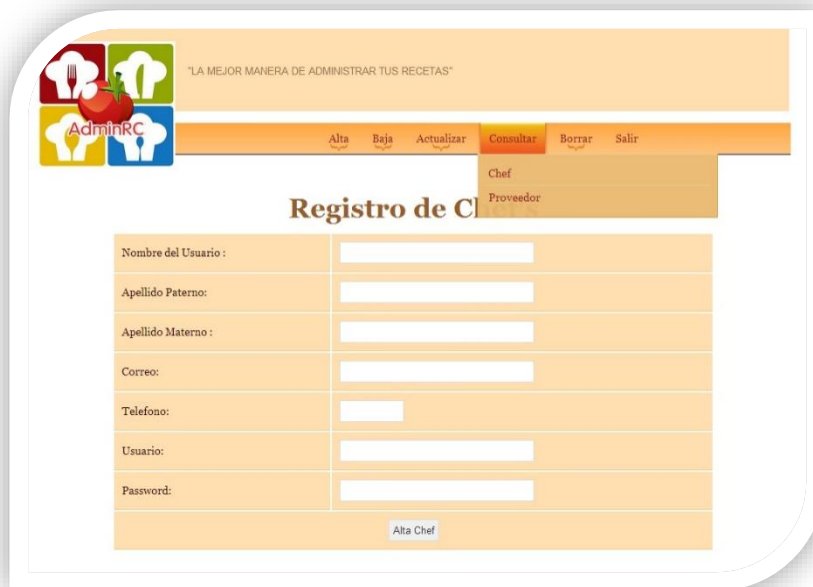 "LA MEJOR MANERA DE ADMINISTRAR TUS RECETAS"
AdminRC
Alta Baja Actualizar Consultar Borrar Salir
Chef
Proveedor
Registro de Chef's
Nombre del Usuario :
Apellido Paterno:
Apellido Materno :
Correo:
Telefono:
Usuario:
Password:
Alta Chef